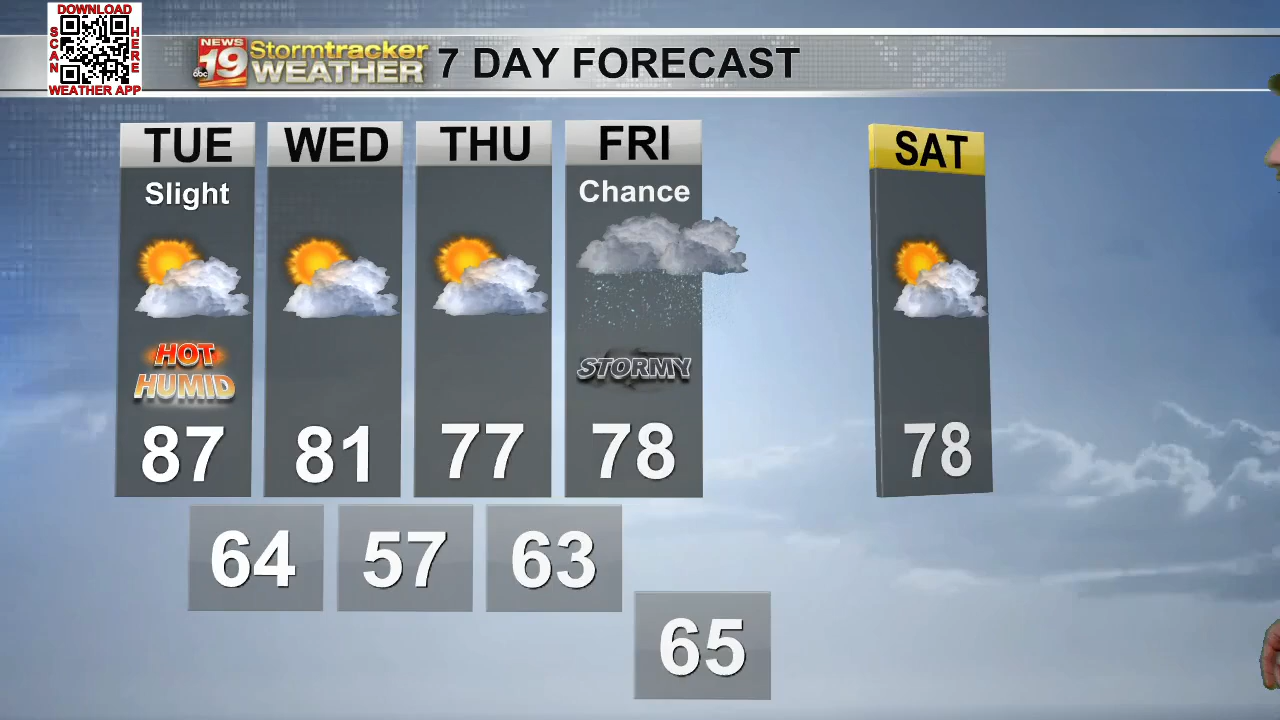 DOWNLOAD
SCAN
HERE
WEATHER APP
NEWS
abc 19
Stormtracker
WEATHER
7 DAY FORECAST
TUE
WED
THU
FRI
SAT
Slight
Chance
HOT
HUMID
STORMY
87
81
77
78
78
64
57
63
65